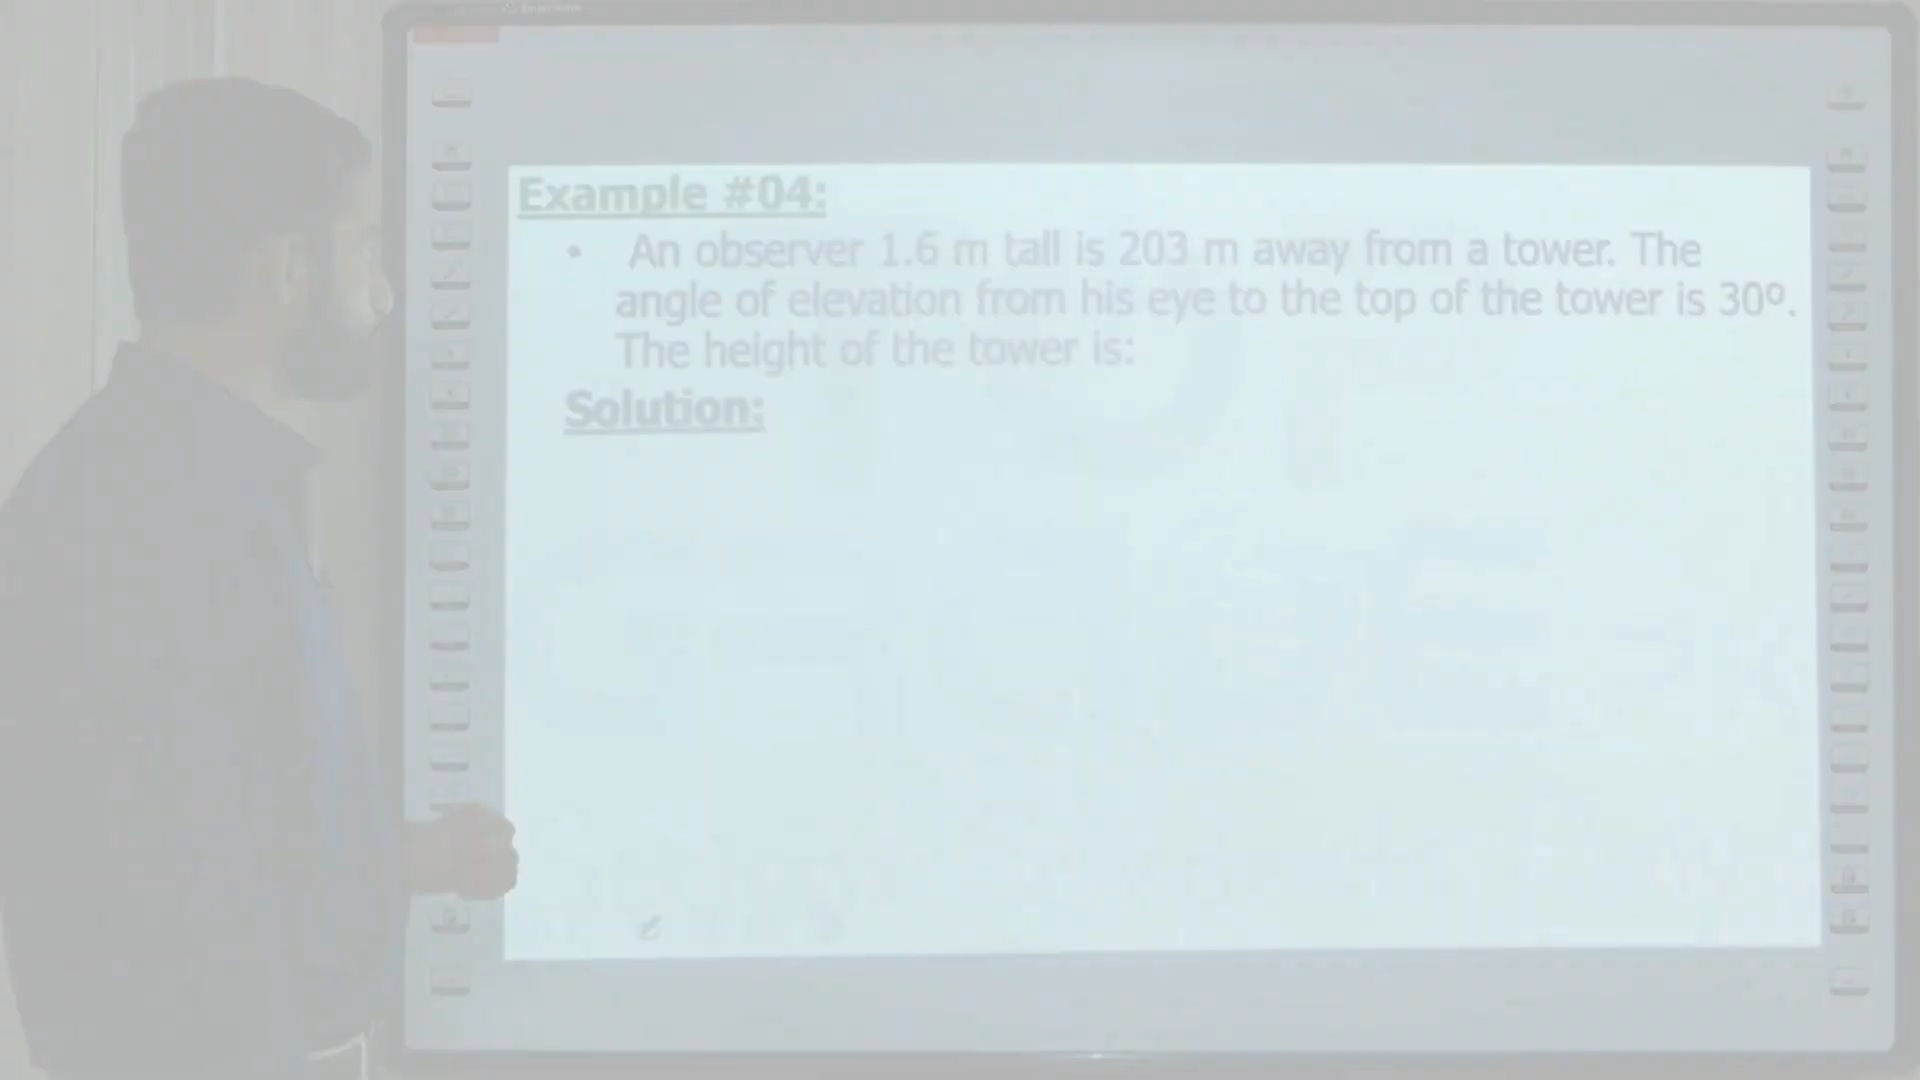 Example #04:
• An observer 1.6 m tall is 203 m away from a tower. The
angle of elevation from his eye to the top of the tower is 30º.
The height of the tower is:
Solution: